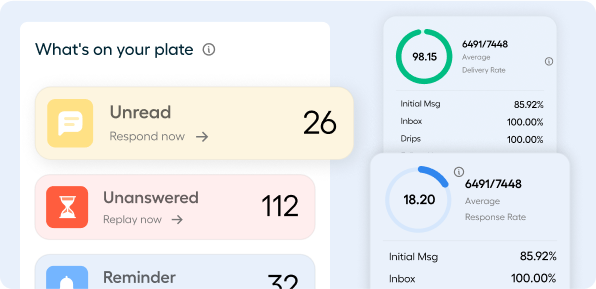 What's on your plate
Unread
Respond now
26
Unanswered
Replay now
112
Reminder
32
98.15
6491/7448
Average
Delivery Rate
Initial Msg 85.92%
Inbox 100.00%
Drips 100.00%
18.20
6491/7448
Average
Response Rate
Initial Msg 85.92%
Inbox 100.00%